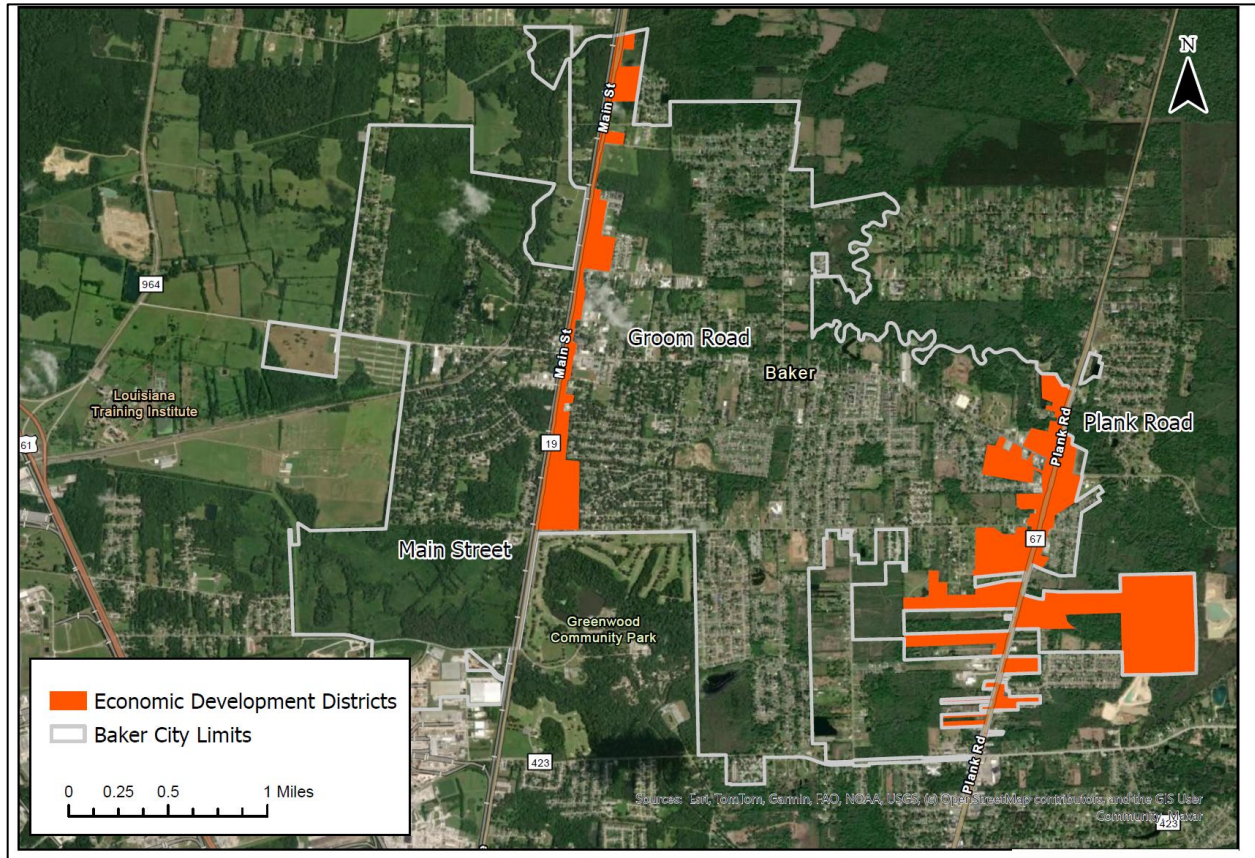 N
Main St
964
Groom Road
Main St
Baker
Louisiana
Training Institute
Plank Road
Plank Rd
61
19
67
Main Street
Greenwood
Community Park
Economic Development Districts
Baker City Limits
0 0.25 0.5 1 Miles
423
Plank Rd
Sources: Esri, TomTom, Garmin, FAO, NOAA, USGS, (c) OpenStreetMap contributors, and the GIS User
Community, Maxar
423